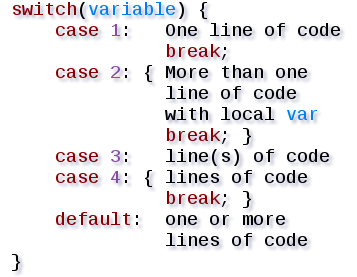 switch(variable) {
    case 1:   One line of code
              break;
    case 2: { More than one
              line of code
              with local var
              break; }
    case 3:   line(s) of code
    case 4: { lines of code
              break; }
    default:  one or more
              lines of code
}